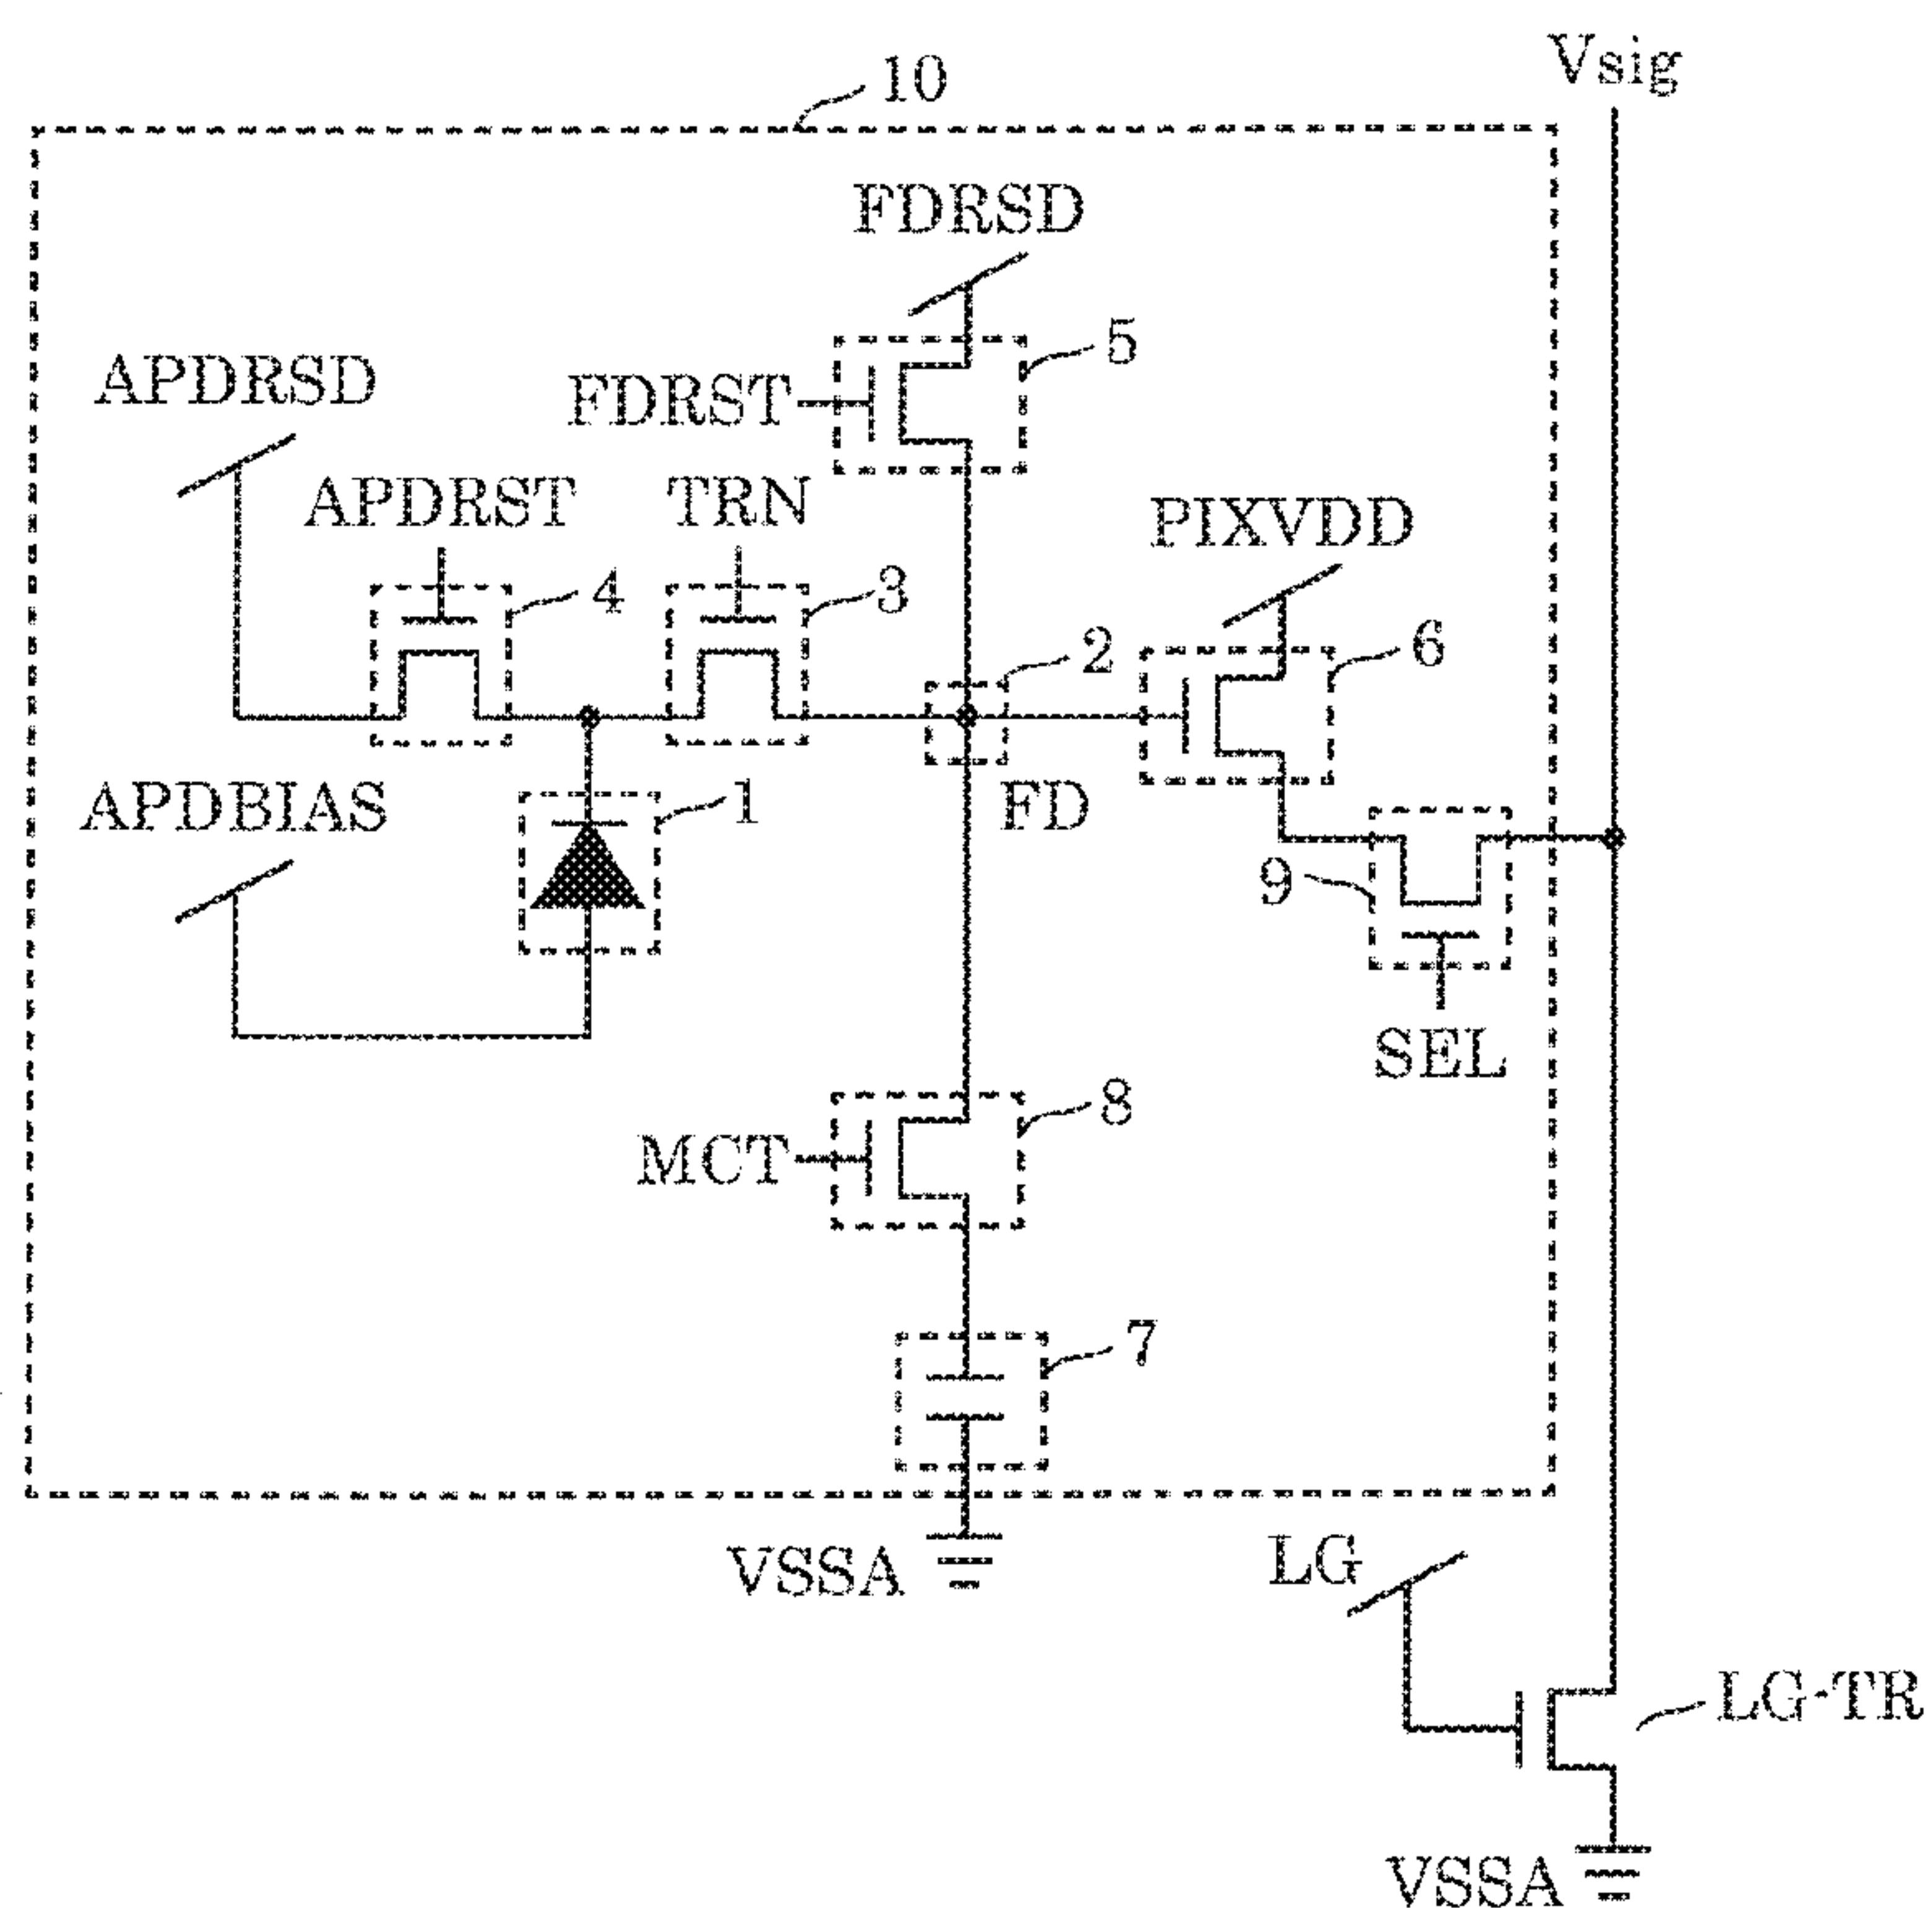 Vsig
10
FDRSD
5
APDRSD
FDRST
APDRST
TRN
PIXVDD
4
3
2
6
APDBIAS
1
FD
9
SEL
MCT
8
7
VSSA
LG
LG-TR
VSSA